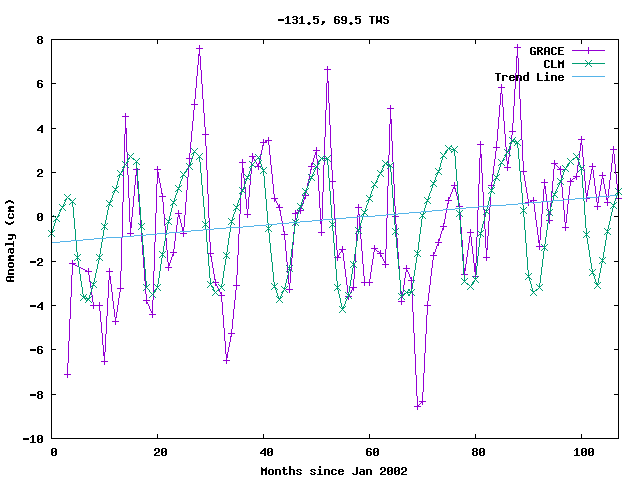 -131.5, 69.5 TWS
GRACE
CLM
Trend Line
8
6
4
2
0
-2
-4
-6
-8
-10
Anomaly (cm)
0 20 40 60 80 100
Months since Jan 2002